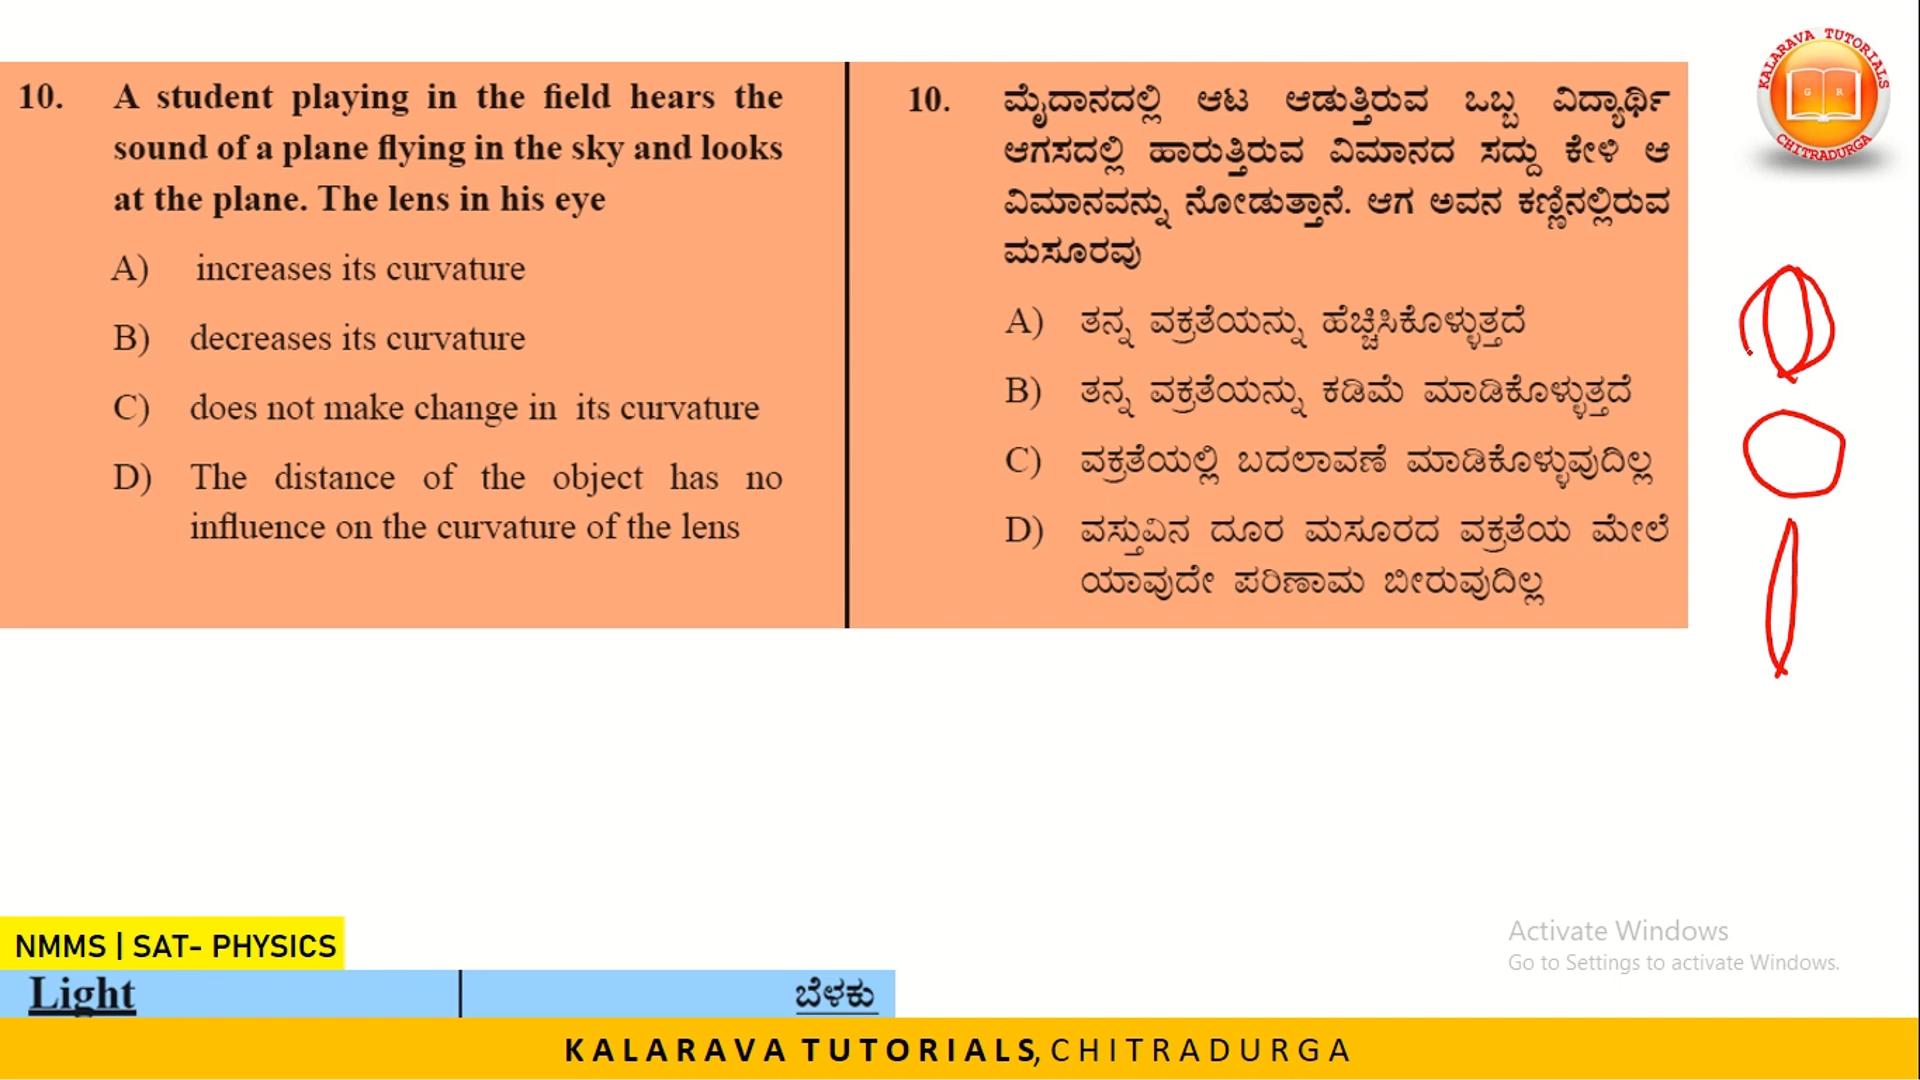 KALARAVA TUTORIALS
G R
CHITRADURGA
10. A student playing in the field hears the
sound of a plane flying in the sky and looks
at the plane. The lens in his eye
A) increases its curvature
B) decreases its curvature
C) does not make change in its curvature
D) The distance of the object has no
influence on the curvature of the lens
10. ಮೈದಾನದಲ್ಲಿ ಆಟ ಆಡುತ್ತಿರುವ ಒಬ್ಬ ವಿದ್ಯಾರ್ಥಿ
ಆಗಸದಲ್ಲಿ ಹಾರುತ್ತಿರುವ ವಿಮಾನದ ಸದ್ದು ಕೇಳಿ ಆ
ವಿಮಾನವನ್ನು ನೋಡುತ್ತಾನೆ. ಆಗ ಅವನ ಕಣ್ಣಿನಲ್ಲಿರುವ
ಮಸೂರವು
A) ತನ್ನ ವಕ್ರತೆಯನ್ನು ಹೆಚ್ಚಿಸಿಕೊಳ್ಳುತ್ತದೆ
B) ತನ್ನ ವಕ್ರತೆಯನ್ನು ಕಡಿಮೆ ಮಾಡಿಕೊಳ್ಳುತ್ತದೆ
C) ವಕ್ರತೆಯಲ್ಲಿ ಬದಲಾವಣೆ ಮಾಡಿಕೊಳ್ಳುವುದಿಲ್ಲ
D) ವಸ್ತುವಿನ ದೂರ ಮಸೂರದ ವಕ್ರತೆಯ ಮೇಲೆ
ಯಾವುದೇ ಪರಿಣಾಮ ಬೀರುವುದಿಲ್ಲ
Activate Windows
Go to Settings to activate Windows.
NMMS | SAT- PHYSICS
Light ಬೆಳಕು
KALARAVA TUTORIALS, CHITRADURGA